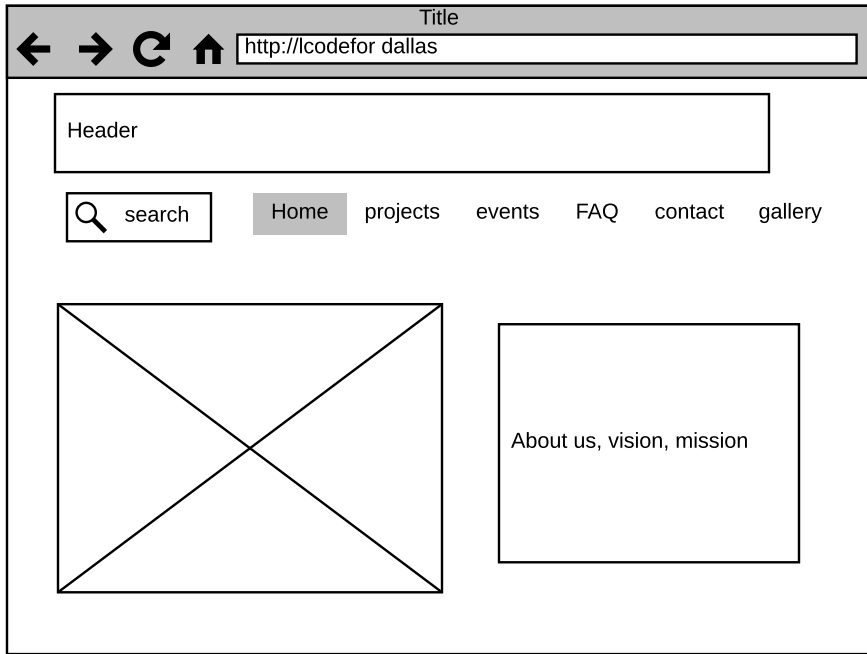 Title
http://lcodefor dallas
Header
search Home projects events FAQ contact gallery
About us, vision, mission